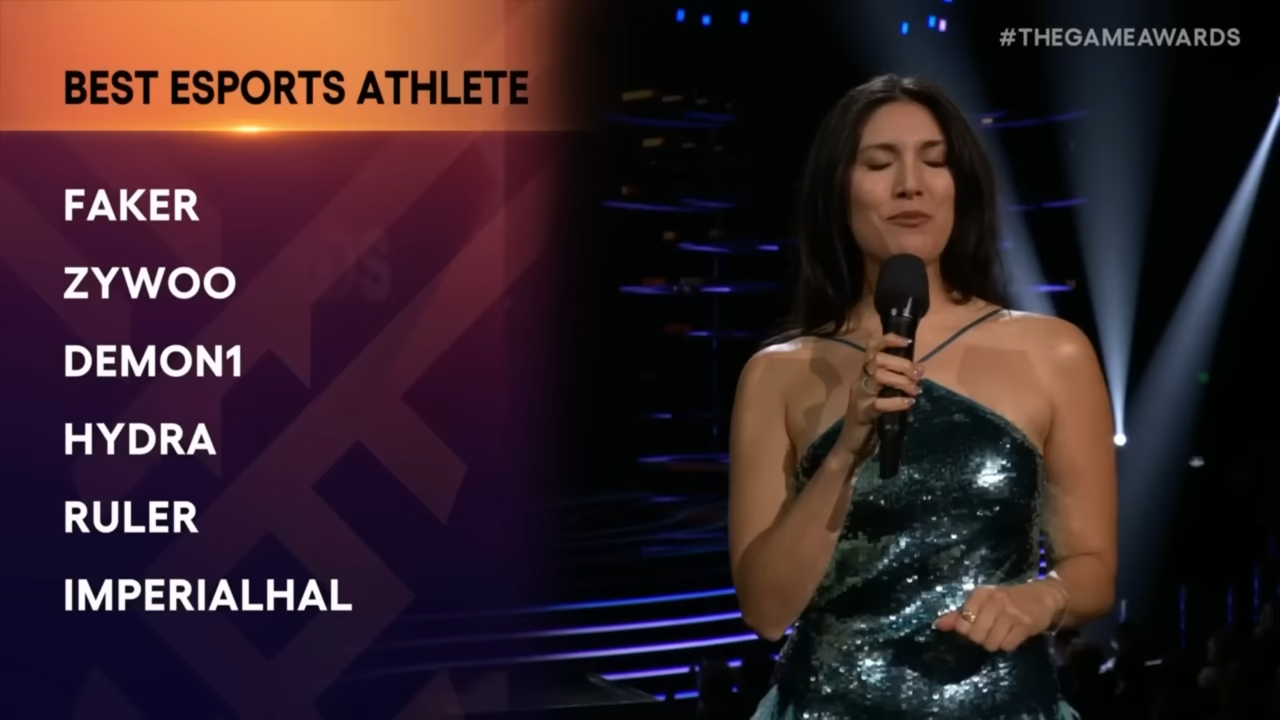 #THEGAMEAWARDS
BEST ESPORTS ATHLETE
FAKER
ZYWOO
DEMON1
HYDRA
RULER
IMPERIALHAL